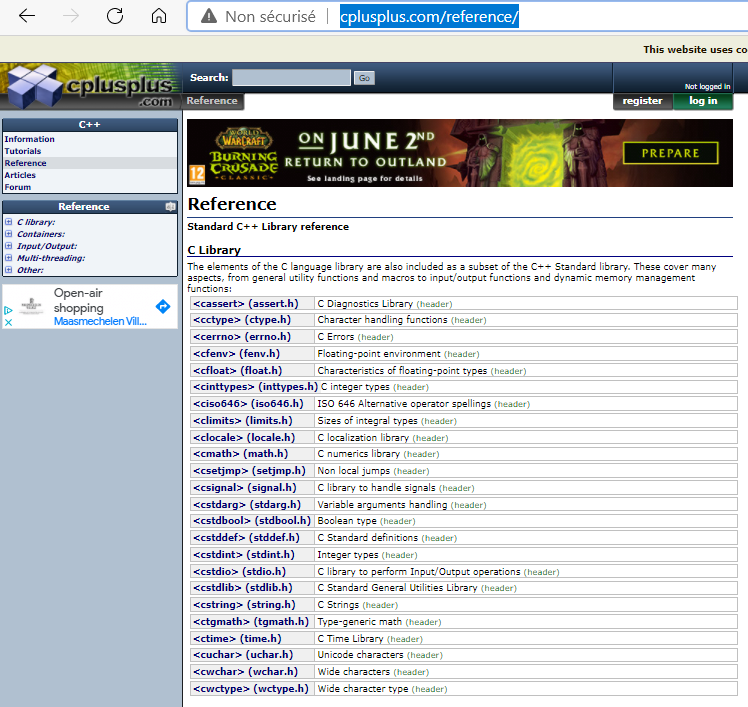 Non sécurisé | cplusplus.com/reference/
This website uses co
cplusplus
.com
Search: Go
Reference
Not logged in
register log in
C++
Information
Tutorials
Reference
Articles
Forum
Reference
C library:
Containers:
Input/Output:
Multi-threading:
Other:
Open-air
shopping
Maasmechelen Vill...
WORLD
WARCRAFT
BURNING
CRUSADE
CLASSIC
12
ON JUNE 2ND
RETURN TO OUTLAND
See landing page for details
PREPARE
Reference
Standard C++ Library reference
C Library
The elements of the C language library are also included as a subset of the C++ Standard library. These cover many
aspects, from general utility functions and macros to input/output functions and dynamic memory management
functions:
<cassert> (assert.h) C Diagnostics Library (header)
<cctype> (ctype.h) Character handling functions (header)
<cerrno> (errno.h) C Errors (header)
<cfenv> (fenv.h) Floating-point environment (header)
<cfloat> (float.h) Characteristics of floating-point types (header)
<cinttypes> (inttypes.h) C integer types (header)
<ciso646> (iso646.h) ISO 646 Alternative operator spellings (header)
<climits> (limits.h) Sizes of integral types (header)
<clocale> (locale.h) C localization library (header)
<cmath> (math.h) C numerics library (header)
<csetjmp> (setjmp.h) Non local jumps (header)
<csignal> (signal.h) C library to handle signals (header)
<cstdarg> (stdarg.h) Variable arguments handling (header)
<cstdbool> (stdbool.h) Boolean type (header)
<cstddef> (stddef.h) C Standard definitions (header)
<cstdint> (stdint.h) Integer types (header)
<cstdio> (stdio.h) C library to perform Input/Output operations (header)
<cstdlib> (stdlib.h) C Standard General Utilities Library (header)
<cstring> (string.h) C Strings (header)
<ctgmath> (tgmath.h) Type-generic math (header)
<ctime> (time.h) C Time Library (header)
<cuchar> (uchar.h) Unicode characters (header)
<cwchar> (wchar.h) Wide characters (header)
<cwctype> (wctype.h) Wide character type (header)